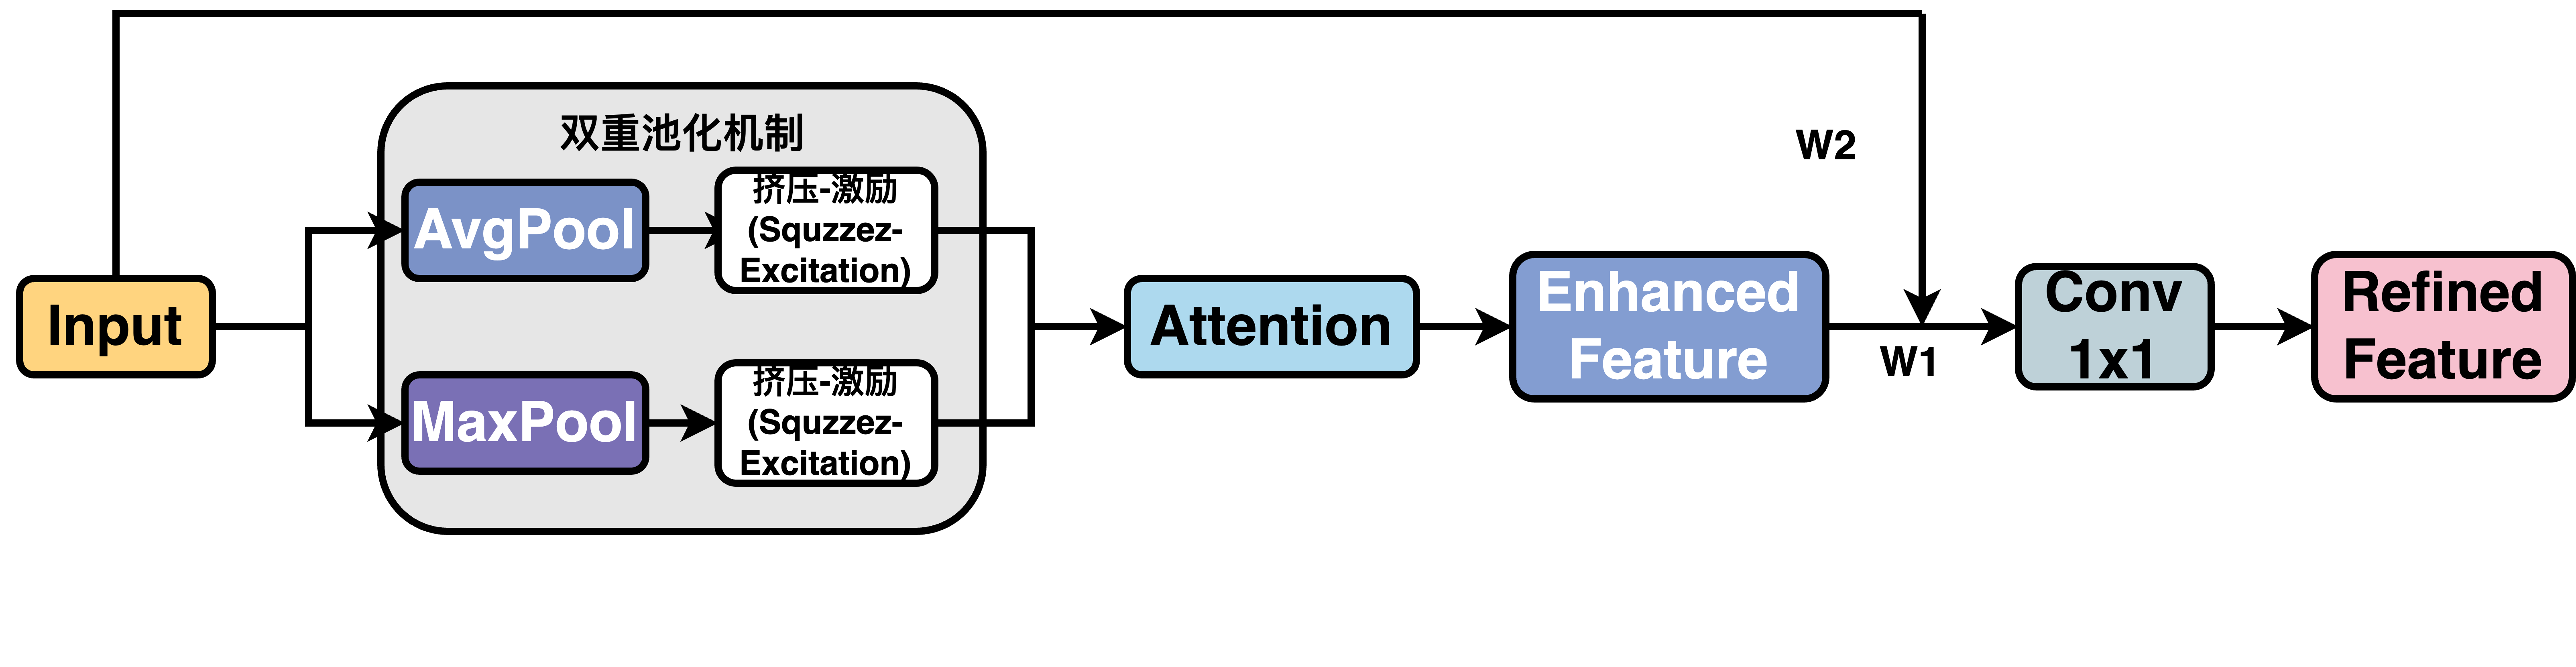 双重池化机制
AvgPool
挤压-激励
(Squzzez-
Excitation)
W2
Input
Attention
Enhanced
Feature
W1
Conv
1x1
Refined
Feature
MaxPool
挤压-激励
(Squzzez-
Excitation)